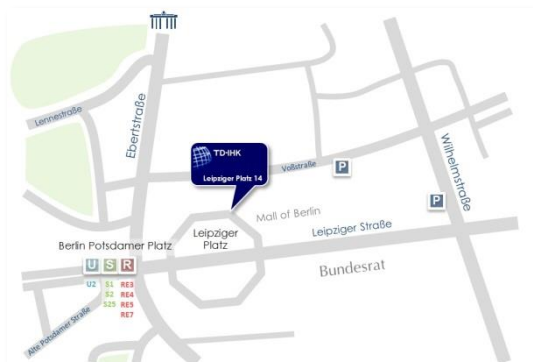 Lennestraße
Ebertstraße
TD-IHK
Leipziger Platz 14
Voßstraße
P
Wilhelmstraße
P
Mall of Berlin
Leipziger
Platz
Leipziger Straße
Berlin Potsdamer Platz
U S R
Bundesrat
U2 S1 RE3
S2 RE4
S25 RE5
RE7
Alte Potsdamer Straße